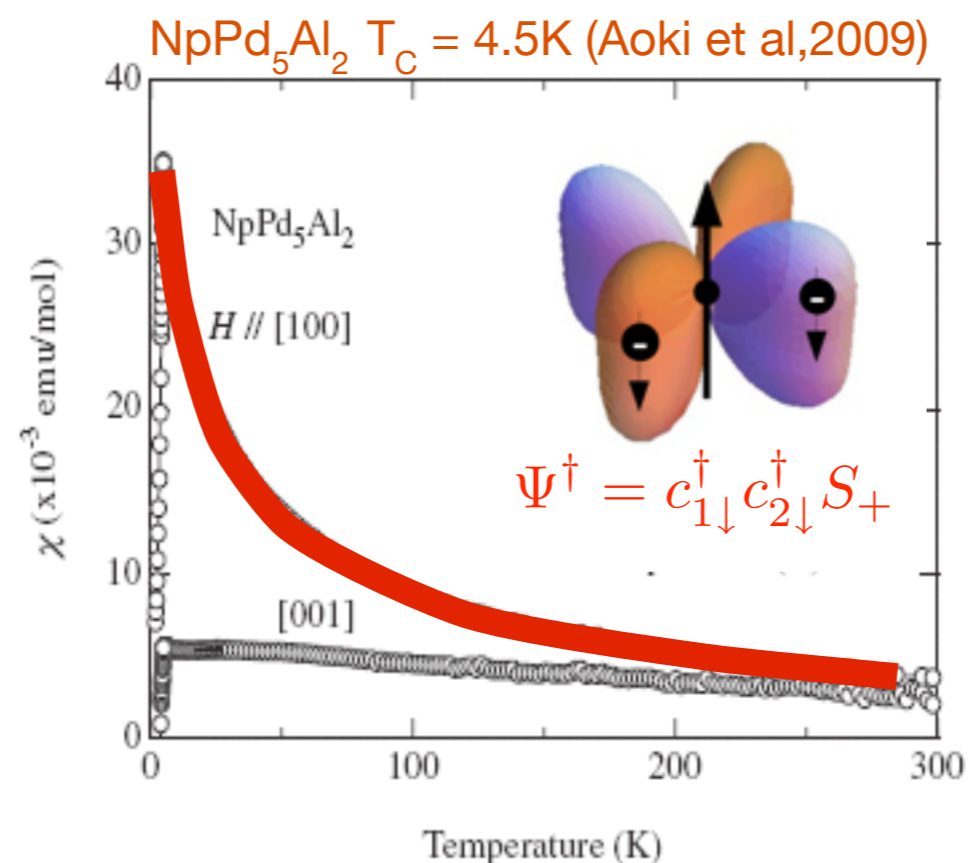 NpPd₅Al₂ T_C = 4.5K (Aoki et al,2009)
40
30
20
10
0
χ (x10⁻³ emu/mol)
NpPd₅Al₂
H // [100]
[001]
-
-
Ψ† = c†₁↓ c†₂↓ S₊
0
100
200
300
Temperature (K)